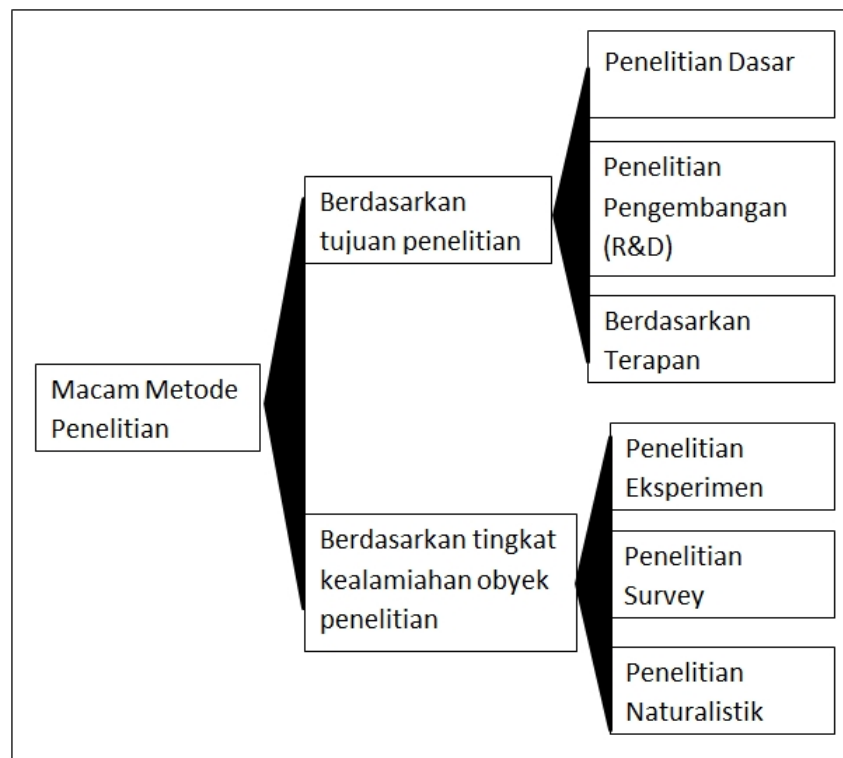 Macam Metode
Penelitian
Berdasarkan
tujuan penelitian
Penelitian Dasar
Penelitian
Pengembangan
(R&D)
Berdasarkan
Terapan
Berdasarkan tingkat
kealamiahan obyek
penelitian
Penelitian
Eksperimen
Penelitian
Survey
Penelitian
Naturalistik